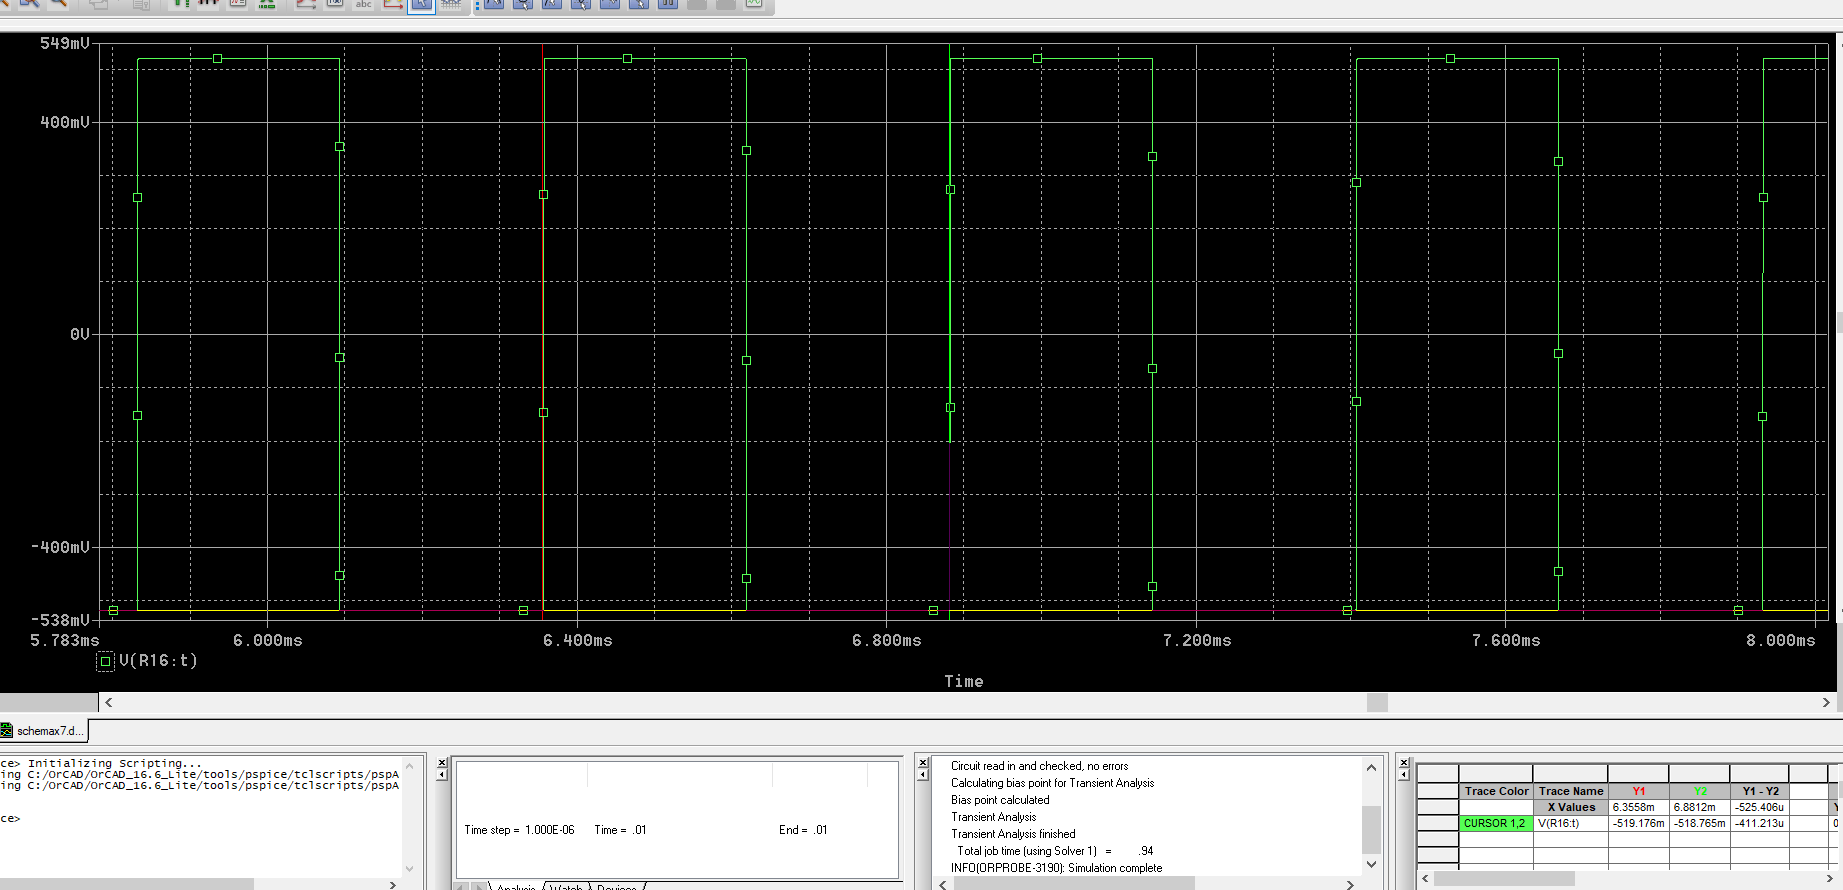 abc
549mV
400mV
0V
-400mV
-538mV
5.783ms 6.000ms 6.400ms 6.800ms 7.200ms 7.600ms 8.000ms
V(R16:t)
Time
schemax7.d...
ce> Initializing Scripting...
ing C:/OrCAD/OrCAD_16.6_Lite/tools/pspice/tclscripts/pspA
ing C:/OrCAD/OrCAD_16.6_Lite/tools/pspice/tclscripts/pspA
ce>
Time step = 1.000E-06 Time = .01 End = .01
Analysis Watch Devices
Circuit read in and checked, no errors
Calculating bias point for Transient Analysis
Bias point calculated
Transient Analysis
Transient Analysis finished
Total job time (using Solver 1) = .94
INFO(ORPROBE-3190): Simulation complete
Trace Color Trace Name Y1 Y2 Y1 - Y2
X Values 6.3558m 6.8812m -525.406u Y
CURSOR 1,2 V(R16:t) -519.176m -518.765m -411.213u 0